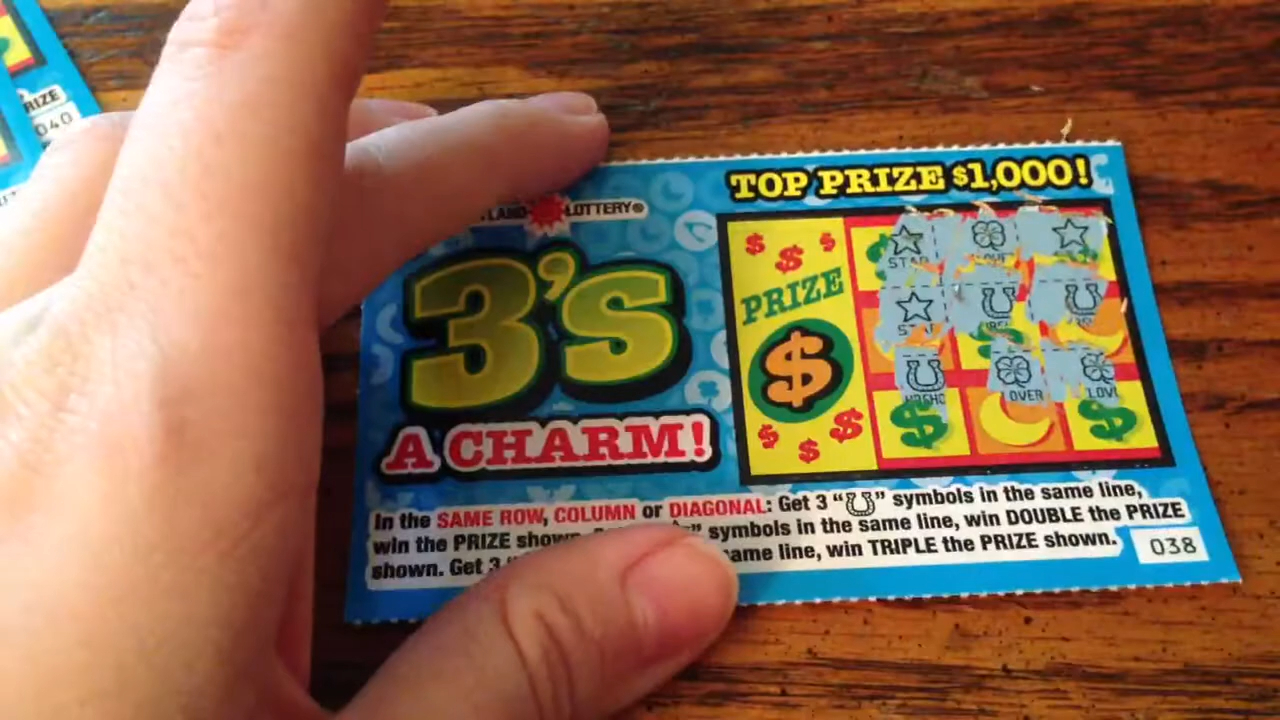 RIZE
040
TOP PRIZE $1,000!
LOTTERY®
3's
A CHARM!
PRIZE
$
STAR
STAR
OVER
LOV
In the SAME ROW, COLUMN or DIAGONAL: Get 3 " " symbols in the same line,
win the PRIZE shown. " symbols in the same line, win DOUBLE the PRIZE
shown. Get 3 same line, win TRIPLE the PRIZE shown.
038